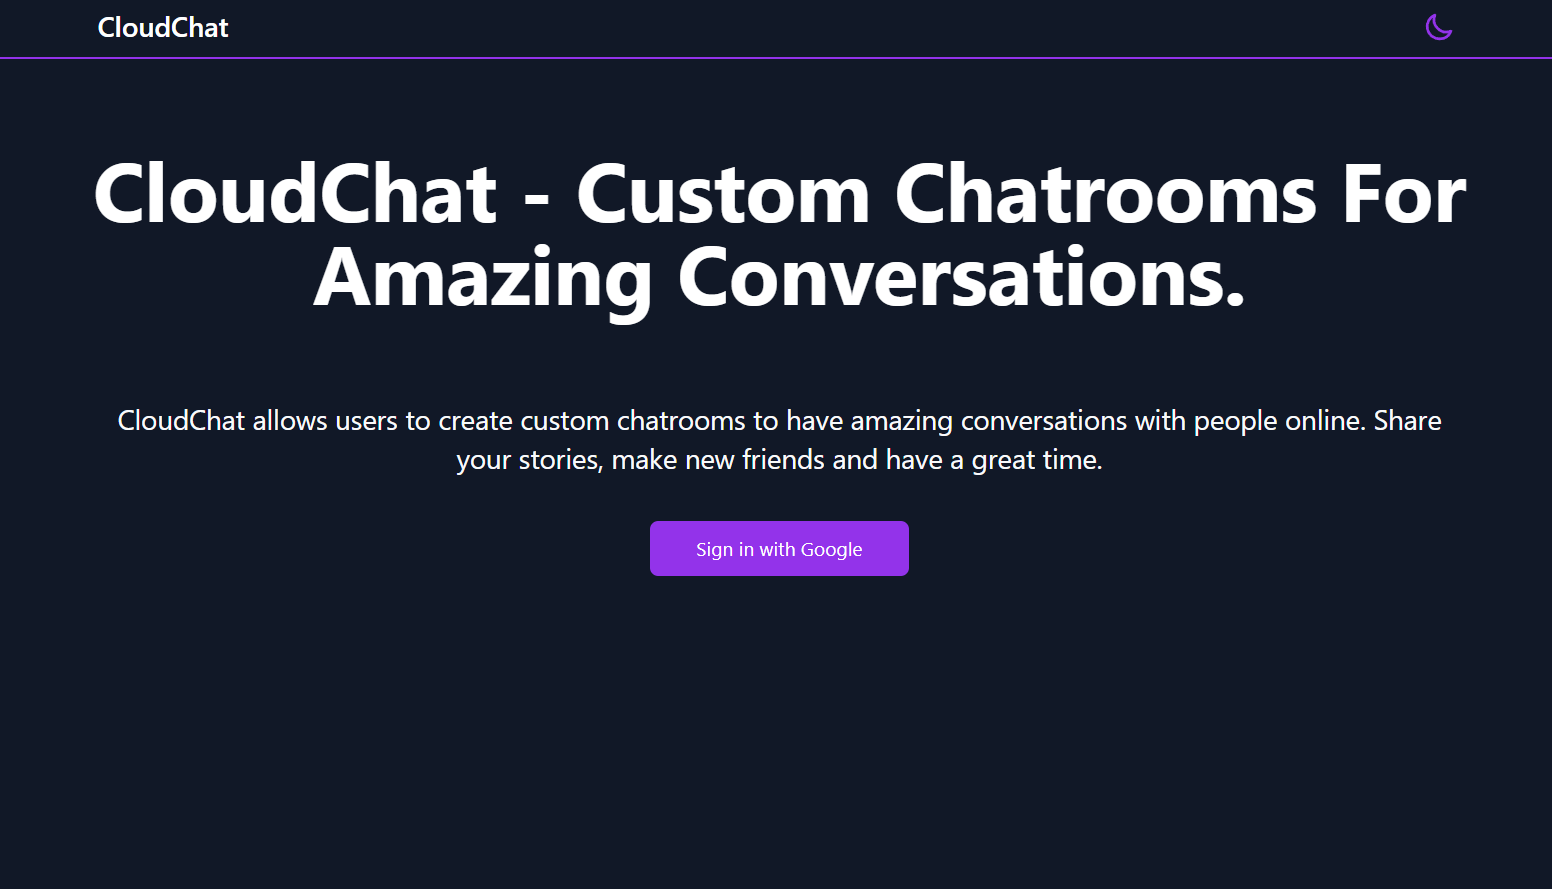 CloudChat
CloudChat - Custom Chatrooms For
Amazing Conversations.
CloudChat allows users to create custom chatrooms to have amazing conversations with people online. Share
your stories, make new friends and have a great time.
Sign in with Google